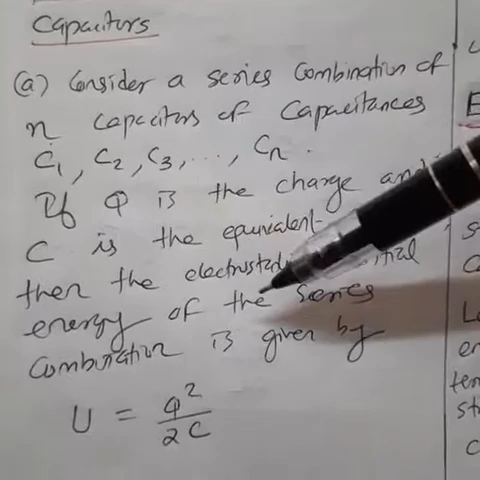 Capacitors
(a) Consider a series Combination of
n capacitors of Capacitances
C1, C2, C3, ..., Cn.
If Q is the charge and
C is the equivalent
then the
energy of the series
Combination is given by
U = Q²/2C